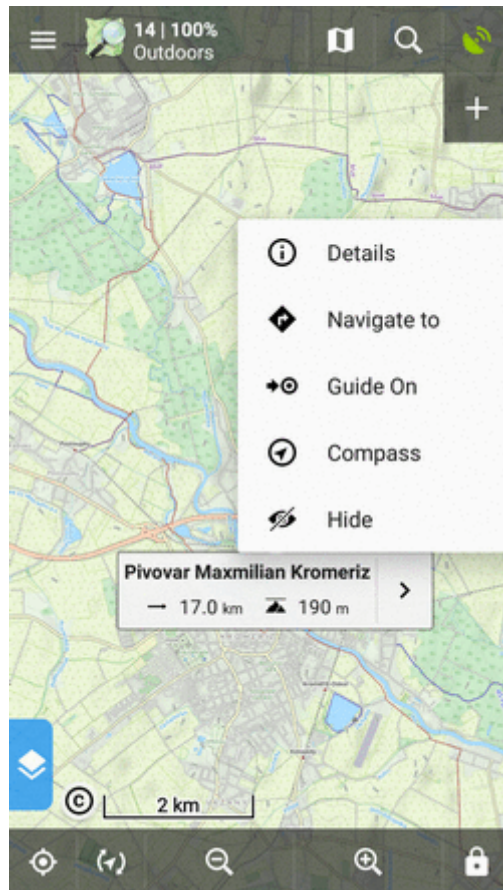 14 | 100%
Outdoors
Details
Navigate to
Guide On
Compass
Hide
Pivovar Maxmilian Kromeriz
17.0 km 190 m
© 2 km